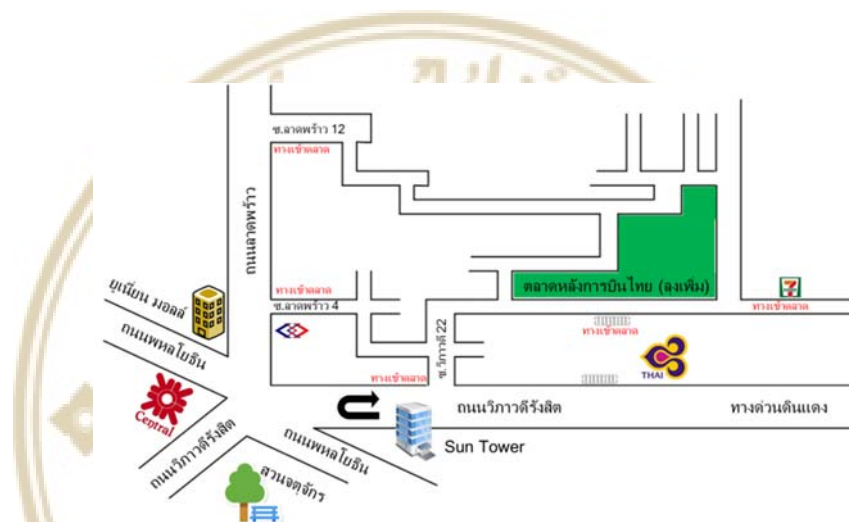 ซ.ลาดพร้าว 12
ทางเข้าตลาด
ถนนลาดพร้าว
ยูเนี่ยน มอลล์
ถนนพหลโยธิน
ทางเข้าตลาด
ซ.ลาดพร้าว 4
ตลาดหลังการบินไทย (ลงเพิ่ม)
7-ELEVEN
ทางเข้าตลาด
ทางเข้าตลาด
THAI
ซ.วิภาวดี 22
ทางเข้าตลาด
Central
ถนนวิภาวดีรังสิต
ทางด่วนดินแดง
Sun Tower
ถนนวิภาวดีรังสิต
ถนนพหลโยธิน
สวนจตุจักร